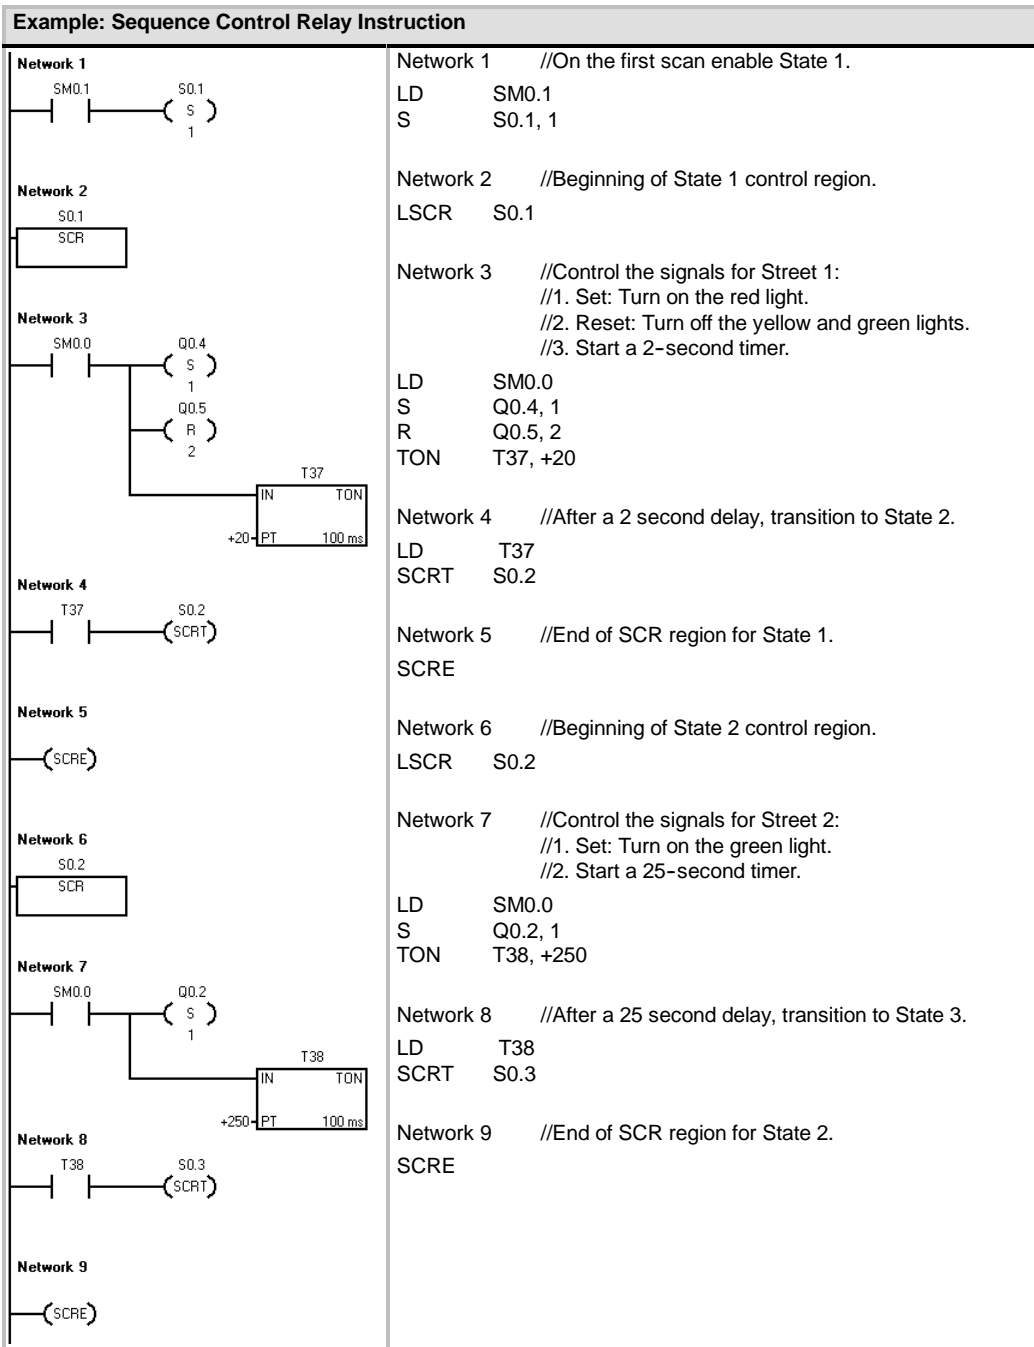 Example: Sequence Control Relay Instruction
Network 1
SM0.1 S0.1
S
1
Network 2
S0.1
SCR
Network 3
SM0.0 Q0.4
S
1
Q0.5
R
2
T37
IN TON
+20 PT 100 ms
Network 4
T37 S0.2
SCRT
Network 5
SCRE
Network 6
S0.2
SCR
Network 7
SM0.0 Q0.2
S
1
T38
IN TON
+250 PT 100 ms
Network 8
T38 S0.3
SCRT
Network 9
SCRE
Network 1 //On the first scan enable State 1.
LD SM0.1
S S0.1, 1
Network 2 //Beginning of State 1 control region.
LSCR S0.1
Network 3 //Control the signals for Street 1:
//1. Set: Turn on the red light.
//2. Reset: Turn off the yellow and green lights.
//3. Start a 2-second timer.
LD SM0.0
S Q0.4, 1
R Q0.5, 2
TON T37, +20
Network 4 //After a 2 second delay, transition to State 2.
LD T37
SCRT S0.2
Network 5 //End of SCR region for State 1.
SCRE
Network 6 //Beginning of State 2 control region.
LSCR S0.2
Network 7 //Control the signals for Street 2:
//1. Set: Turn on the green light.
//2. Start a 25-second timer.
LD SM0.0
S Q0.2, 1
TON T38, +250
Network 8 //After a 25 second delay, transition to State 3.
LD T38
SCRT S0.3
Network 9 //End of SCR region for State 2.
SCRE